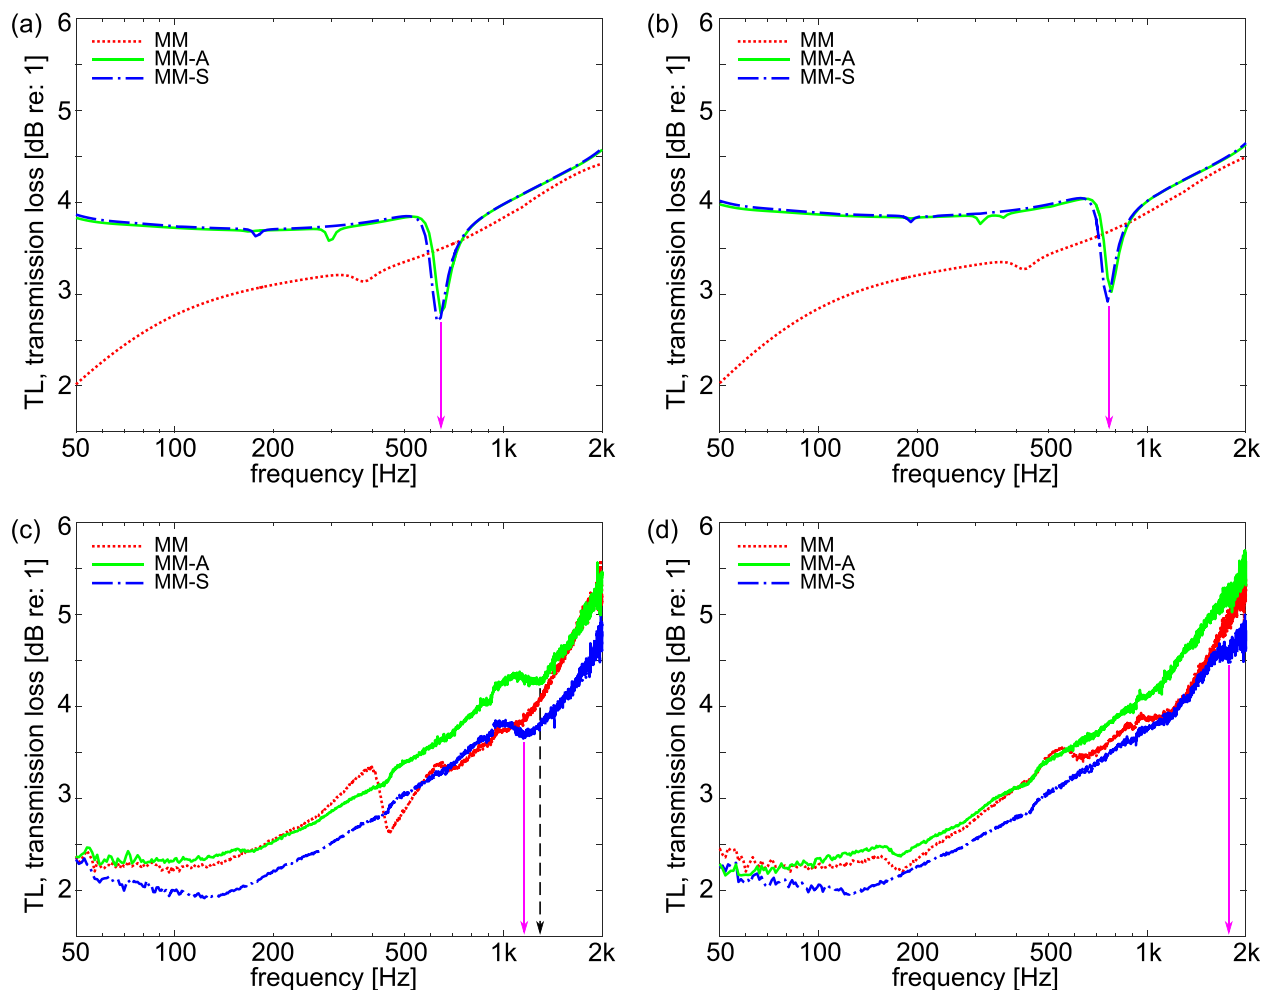 (a)
TL, transmission loss [dB re: 1]
6
5
4
3
2
MM
MM-A
MM-S
50 100 200 500 1k 2k
frequency [Hz]
(b)
TL, transmission loss [dB re: 1]
6
5
4
3
2
MM
MM-A
MM-S
50 100 200 500 1k 2k
frequency [Hz]
(c)
TL, transmission loss [dB re: 1]
6
5
4
3
2
MM
MM-A
MM-S
50 100 200 500 1k 2k
frequency [Hz]
(d)
TL, transmission loss [dB re: 1]
6
5
4
3
2
MM
MM-A
MM-S
50 100 200 500 1k 2k
frequency [Hz]